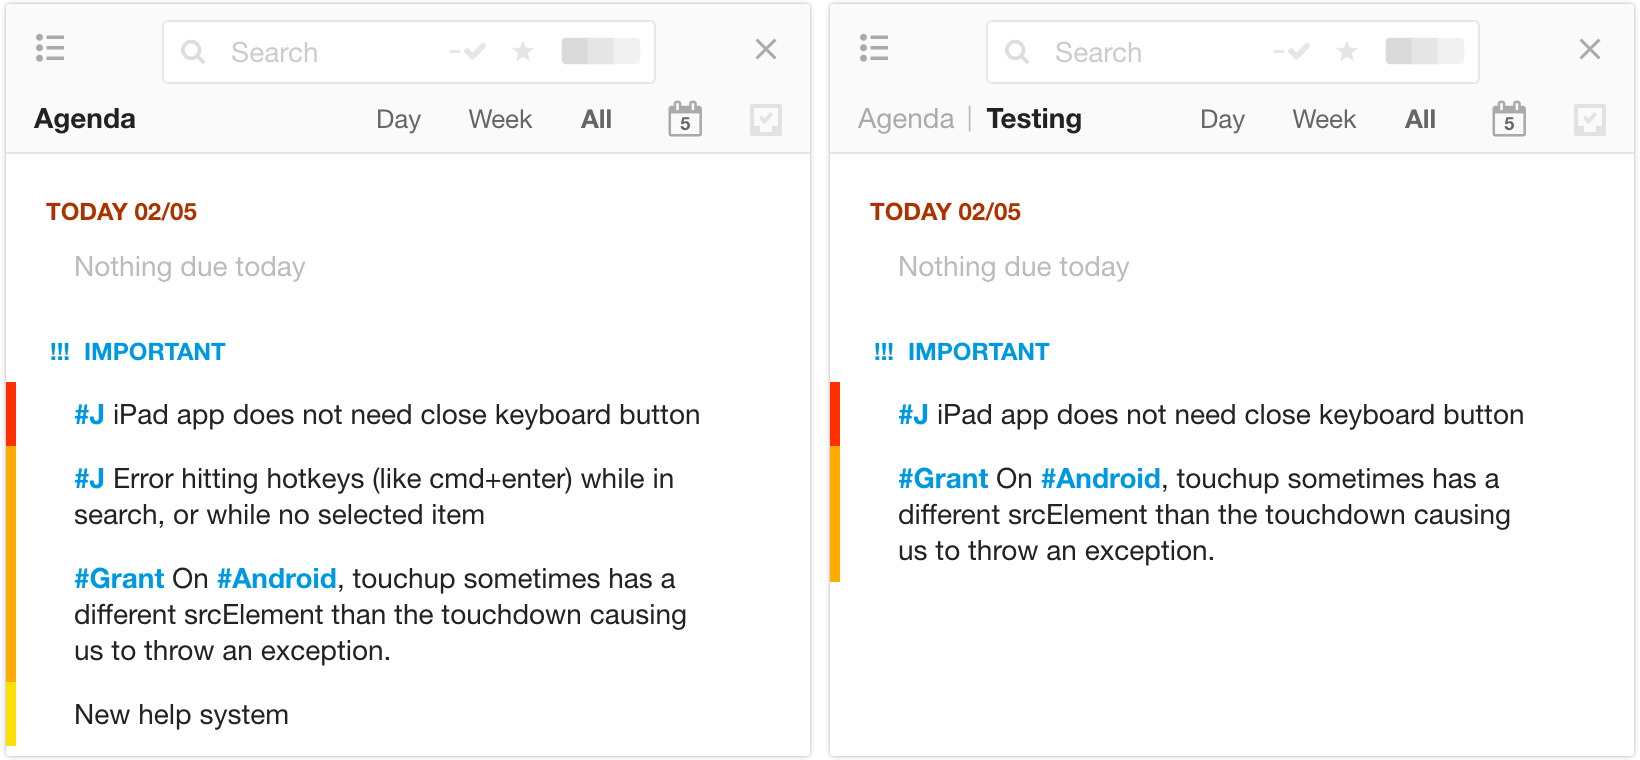 Search
Agenda Day Week All 5
TODAY 02/05
Nothing due today
!!! IMPORTANT
#J iPad app does not need close keyboard button
#J Error hitting hotkeys (like cmd+enter) while in
search, or while no selected item
#Grant On #Android, touchup sometimes has a
different srcElement than the touchdown causing
us to throw an exception.
New help system
Search
Agenda | Testing Day Week All 5
TODAY 02/05
Nothing due today
!!! IMPORTANT
#J iPad app does not need close keyboard button
#Grant On #Android, touchup sometimes has a
different srcElement than the touchdown causing
us to throw an exception.